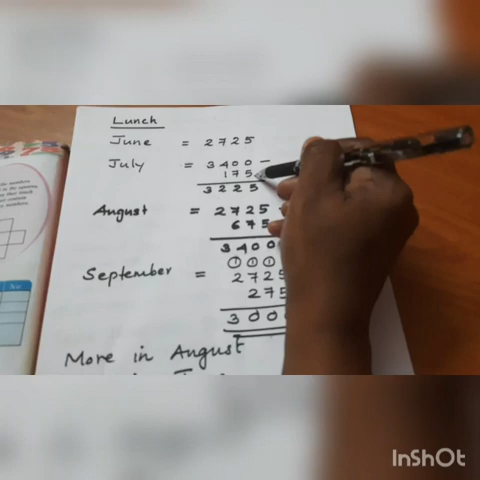 Lunch
June = 2725
July = 3400 -
175
3225
August = 2725
675
3400
September = 2725
275
3000
More in August
InShOt